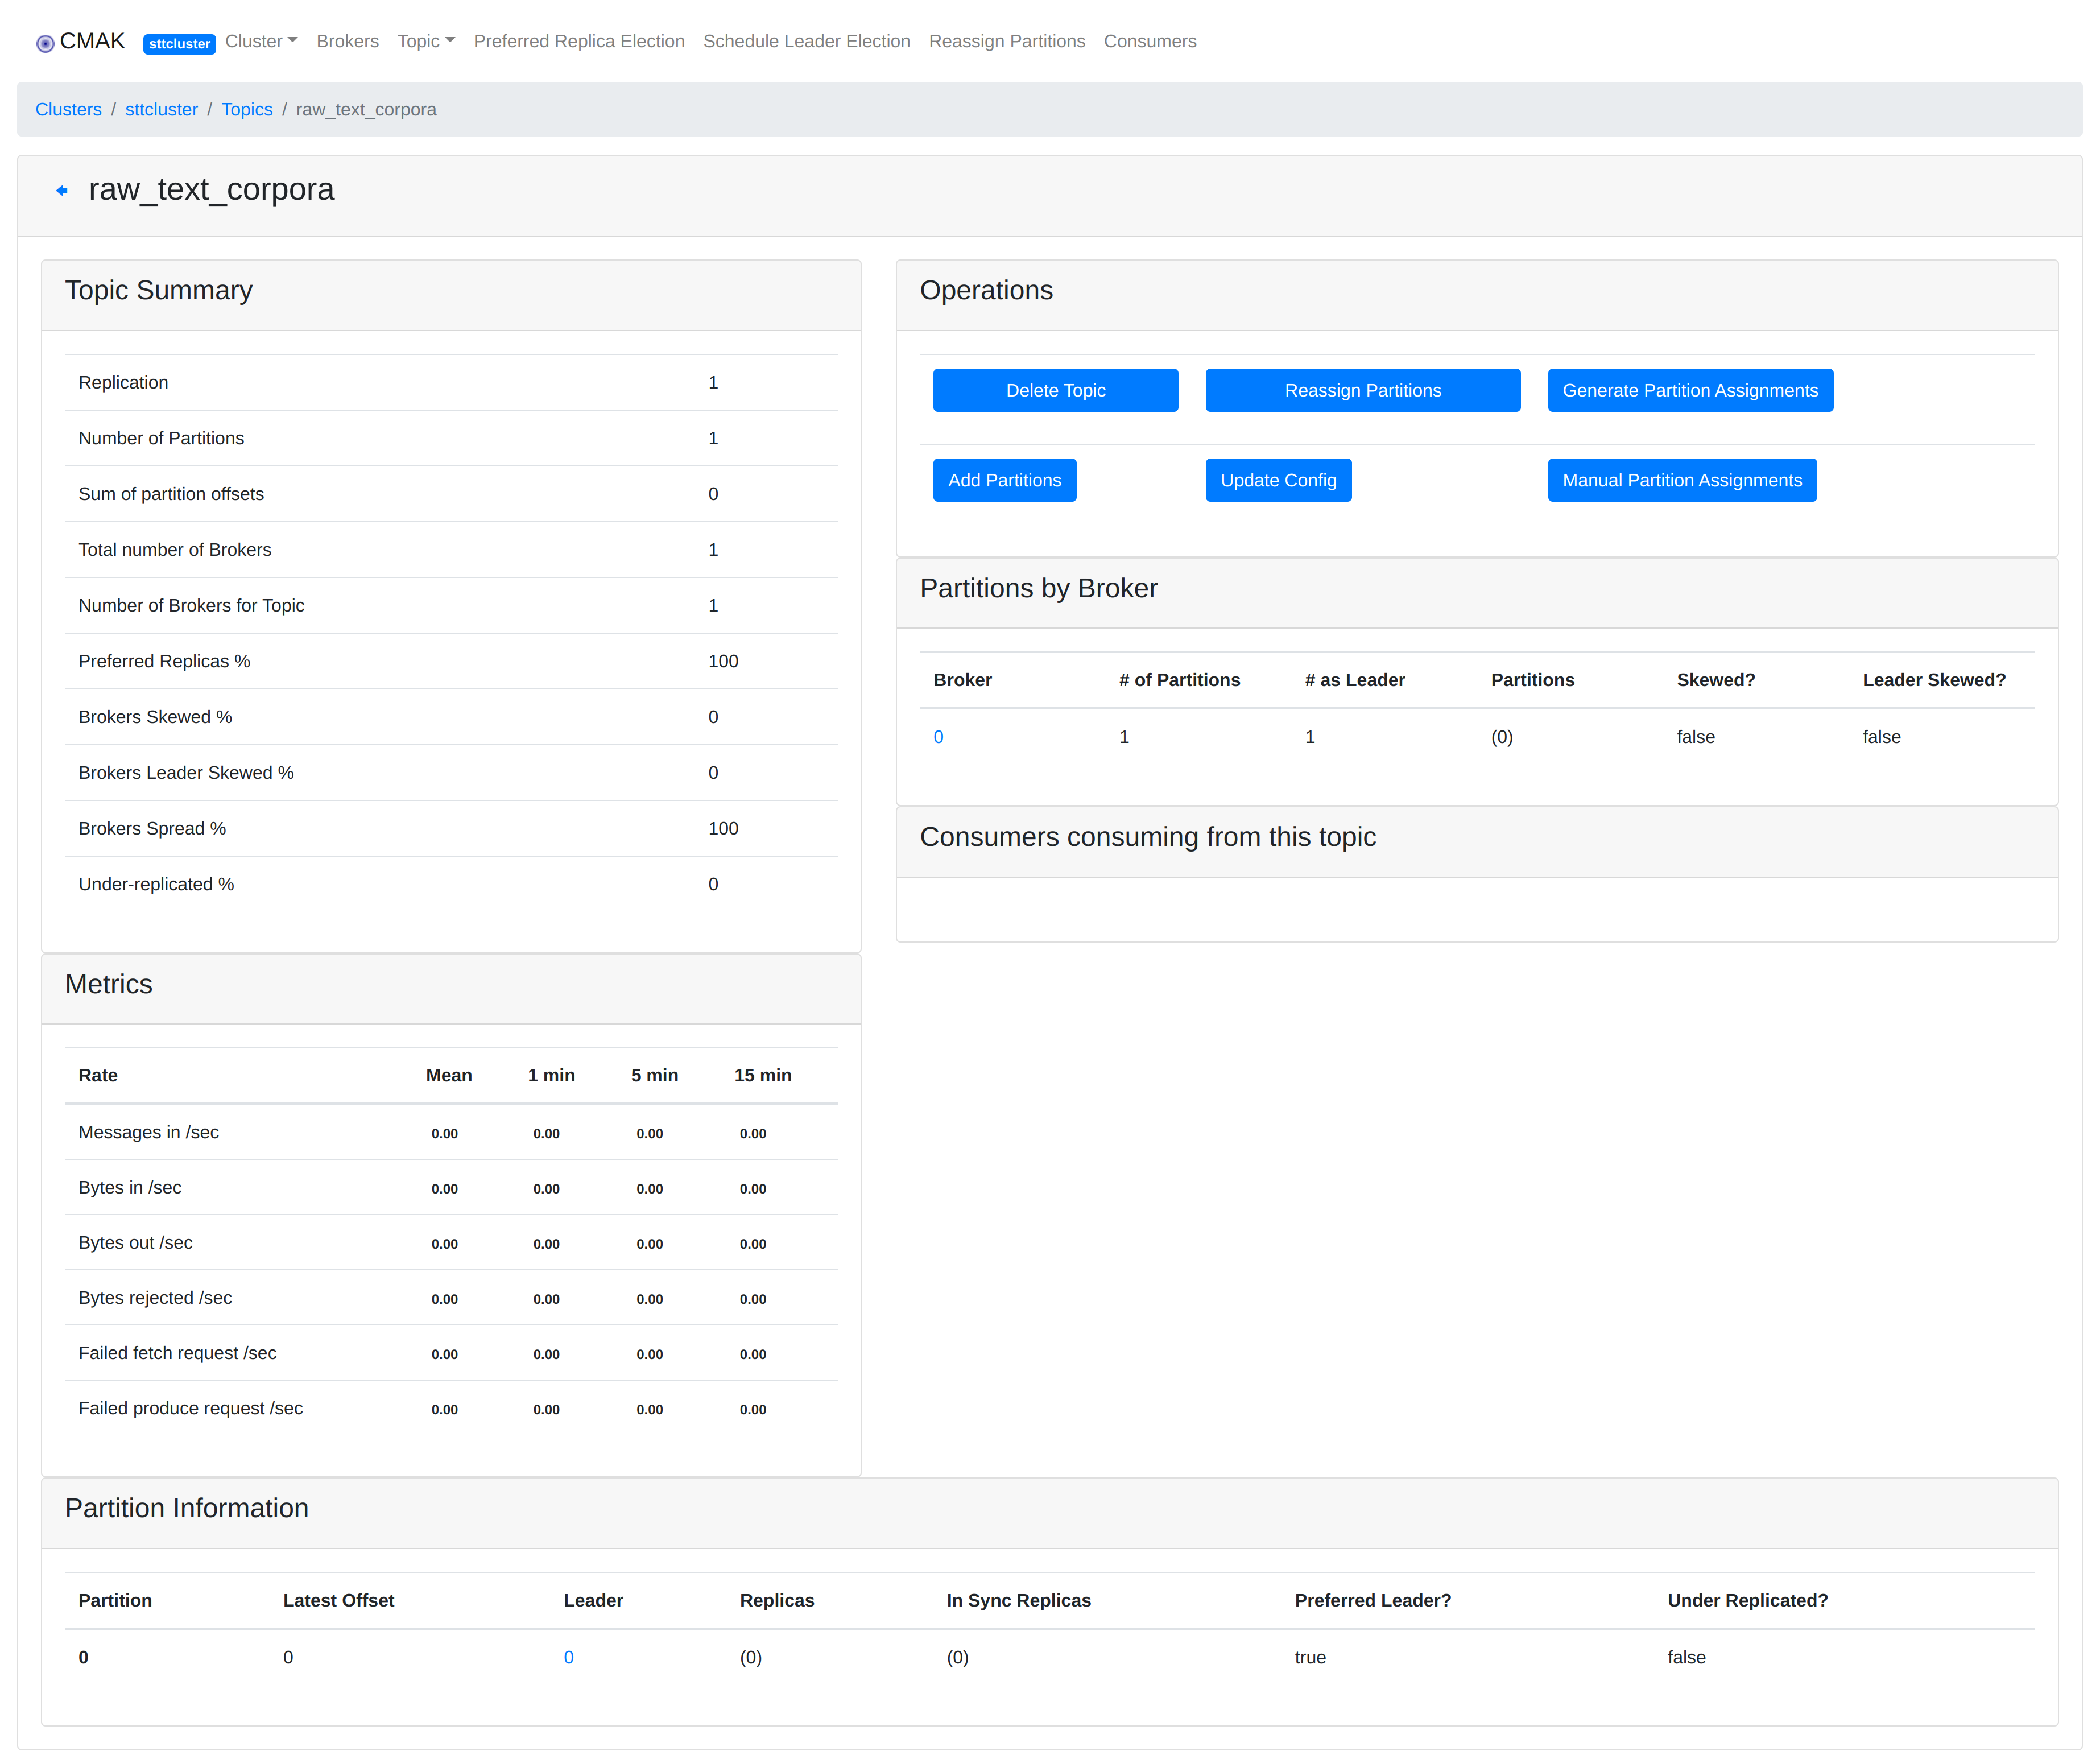 CMAK sttcluster Cluster Brokers Topic Preferred Replica Election Schedule Leader Election Reassign Partitions Consumers
Clusters / sttcluster / Topics / raw_text_corpora
raw_text_corpora
Topic Summary
Replication 1
Number of Partitions 1
Sum of partition offsets 0
Total number of Brokers 1
Number of Brokers for Topic 1
Preferred Replicas % 100
Brokers Skewed % 0
Brokers Leader Skewed % 0
Brokers Spread % 100
Under-replicated % 0
Metrics
Rate Mean 1 min 5 min 15 min
Messages in /sec 0.00 0.00 0.00 0.00
Bytes in /sec 0.00 0.00 0.00 0.00
Bytes out /sec 0.00 0.00 0.00 0.00
Bytes rejected /sec 0.00 0.00 0.00 0.00
Failed fetch request /sec 0.00 0.00 0.00 0.00
Failed produce request /sec 0.00 0.00 0.00 0.00
Operations
Delete Topic Reassign Partitions Generate Partition Assignments
Add Partitions Update Config Manual Partition Assignments
Partitions by Broker
Broker # of Partitions # as Leader Partitions Skewed? Leader Skewed?
0 1 1 (0) false false
Consumers consuming from this topic
Partition Information
Partition Latest Offset Leader Replicas In Sync Replicas Preferred Leader? Under Replicated?
0 0 0 (0) (0) true false